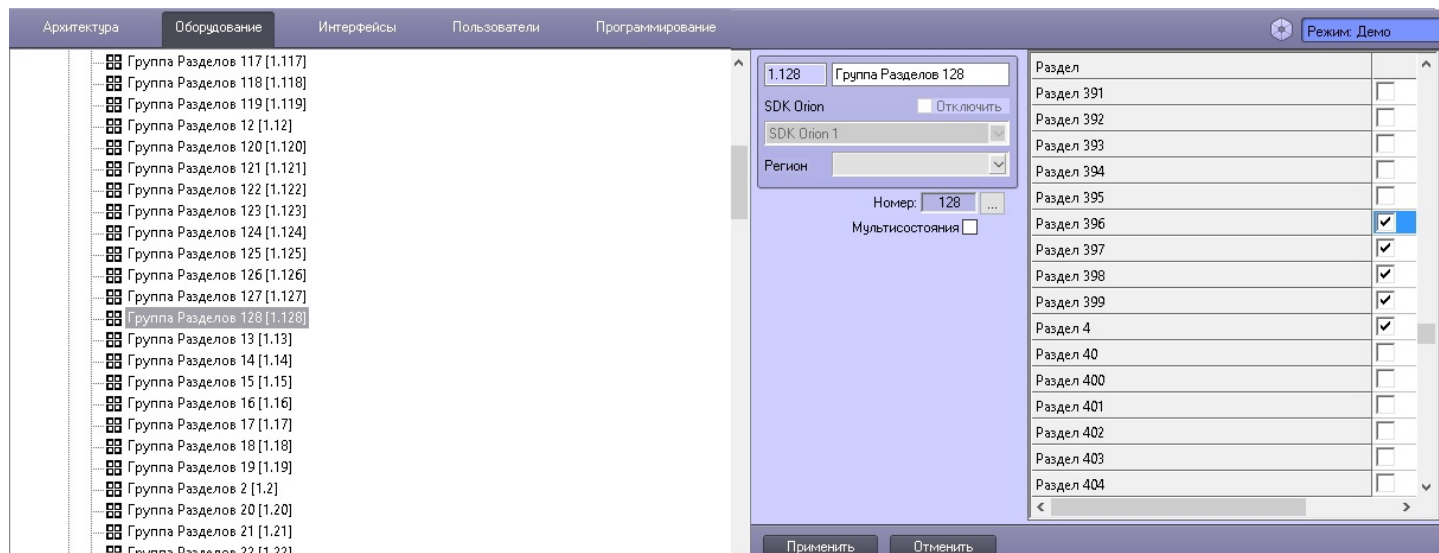 Архитектура Оборудование Интерфейсы Пользователи Программирование Режим: Демо
Группа Разделов 117 [1.117]
Группа Разделов 118 [1.118]
Группа Разделов 119 [1.119]
Группа Разделов 12 [1.12]
Группа Разделов 120 [1.120]
Группа Разделов 121 [1.121]
Группа Разделов 122 [1.122]
Группа Разделов 123 [1.123]
Группа Разделов 124 [1.124]
Группа Разделов 125 [1.125]
Группа Разделов 126 [1.126]
Группа Разделов 127 [1.127]
Группа Разделов 128 [1.128]
Группа Разделов 13 [1.13]
Группа Разделов 14 [1.14]
Группа Разделов 15 [1.15]
Группа Разделов 16 [1.16]
Группа Разделов 17 [1.17]
Группа Разделов 18 [1.18]
Группа Разделов 19 [1.19]
Группа Разделов 2 [1.2]
Группа Разделов 20 [1.20]
Группа Разделов 21 [1.21]
Группа Разделов 22 [1.22]
1.128 Группа Разделов 128
SDK Orion Отключить
SDK Orion 1
Регион
Номер: 128 ...
Мультисостояния
Раздел
Раздел 391
Раздел 392
Раздел 393
Раздел 394
Раздел 395
Раздел 396
Раздел 397
Раздел 398
Раздел 399
Раздел 4
Раздел 40
Раздел 400
Раздел 401
Раздел 402
Раздел 403
Раздел 404
Применить Отменить